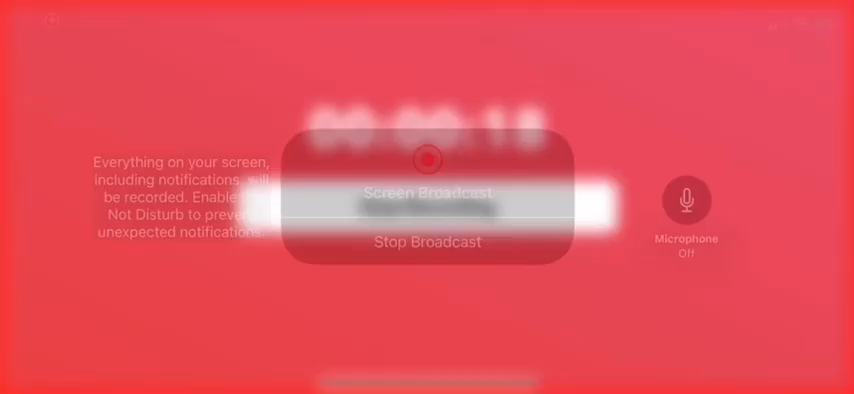 Everything on your screen,
including notifications, will
be recorded. Enable
Not Disturb to prevent
unexpected notifications.
Screen Broadcast
Stop Broadcast
Microphone
Off